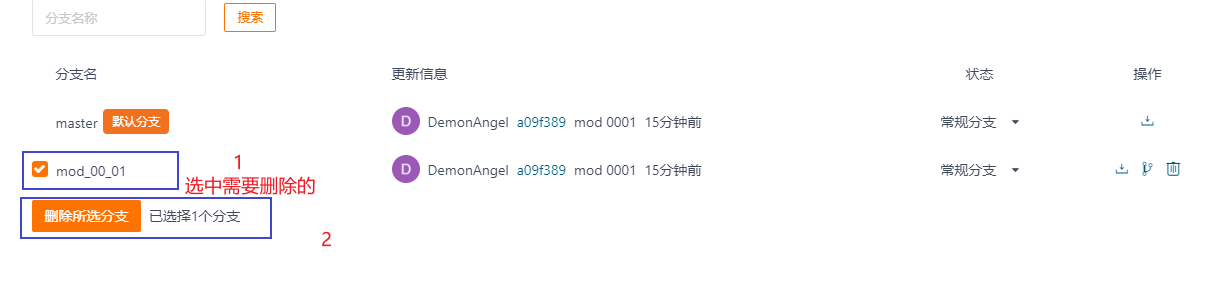 分支名称 搜索
分支名 更新信息 状态 操作
master 默认分支 D DemonAngel a09f389 mod 0001 15分钟前 常规分支
mod_00_01 1 D DemonAngel a09f389 mod 0001 15分钟前 常规分支
选中需要删除的
删除所选分支 已选择1个分支
2